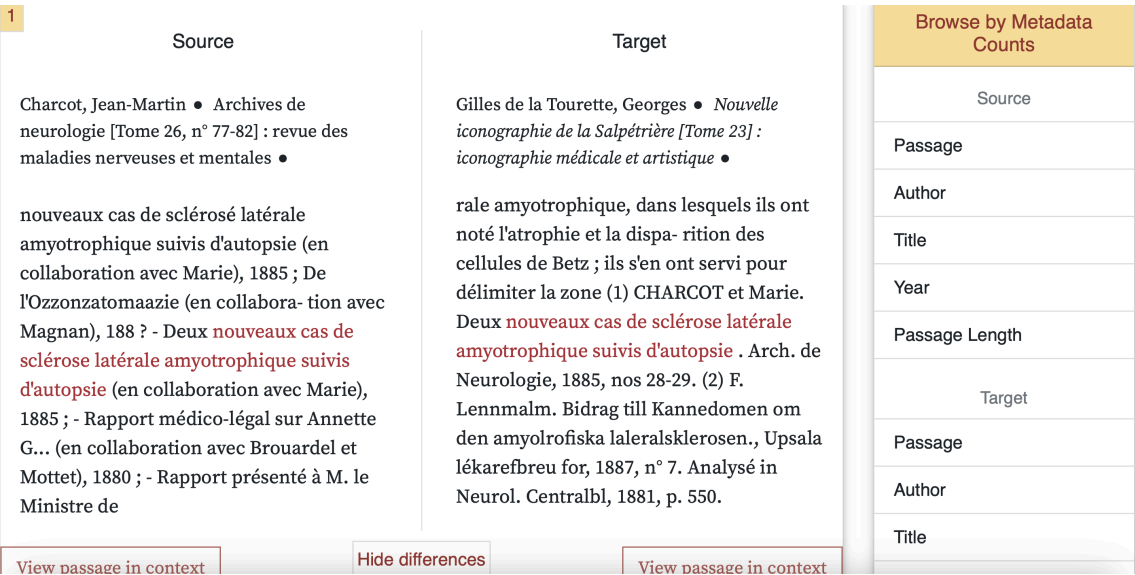 1
Source
Charcot, Jean-Martin ● Archives de
neurologie [Tome 26, n° 77-82] : revue des
maladies nerveuses et mentales ●
nouveaux cas de sclérosé latérale
amyotrophique suivis d'autopsie (en
collaboration avec Marie), 1885 ; De
l'Ozzonzatomaazie (en collabora- tion avec
Magnan), 188 ? - Deux nouveaux cas de
sclérose latérale amyotrophique suivis
d'autopsie (en collaboration avec Marie),
1885 ; - Rapport médico-légal sur Annette
G... (en collaboration avec Brouardel et
Mottet), 1880 ; - Rapport présenté à M. le
Ministre de
View passage in context
Target
Gilles de la Tourette, Georges ● Nouvelle
iconographie de la Salpétrière [Tome 23] :
iconographie médicale et artistique ●
rale amyotrophique, dans lesquels ils ont
noté l'atrophie et la dispa- rition des
cellules de Betz ; ils s'en ont servi pour
délimiter la zone (1) CHARCOT et Marie.
Deux nouveaux cas de sclérose latérale
amyotrophique suivis d'autopsie . Arch. de
Neurologie, 1885, nos 28-29. (2) F.
Lennmalm. Bidrag till Kannedomen om
den amyolrofiska laleralsklerosen., Upsala
lékarefbreu for, 1887, n° 7. Analysé in
Neurol. Centralbl, 1881, p. 550.
Hide differences
View passage in context
Browse by Metadata
Counts
Source
Passage
Author
Title
Year
Passage Length
Target
Passage
Author
Title